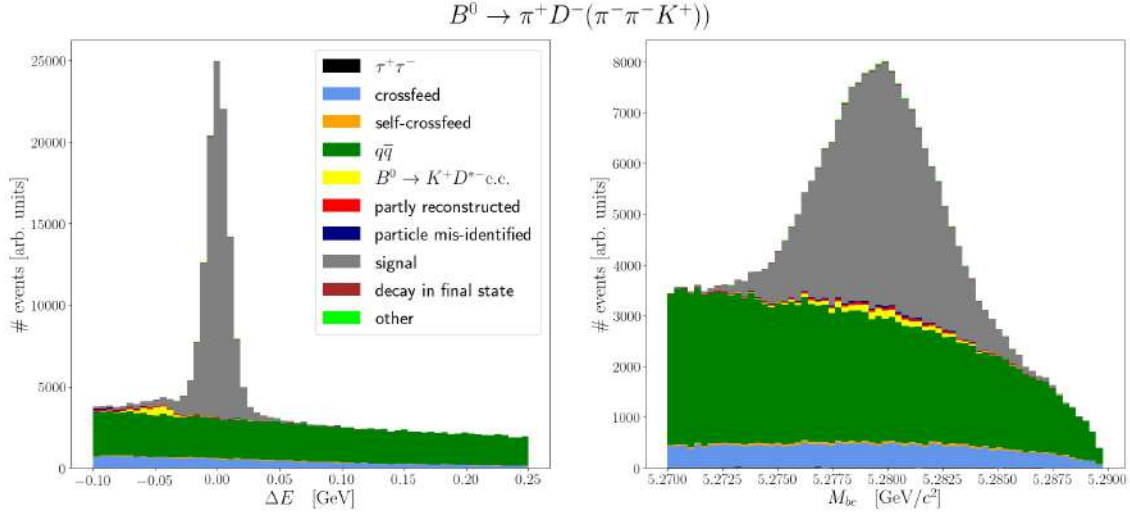 B⁰ → π⁺D⁻(π⁻π⁻K⁺))
# events [arb. units]
25000
20000
15000
10000
5000
0
−0.10
−0.05
0.00
0.05
0.10
0.15
0.20
0.25
ΔE [GeV]
τ⁺τ⁻
crossfeed
self-crossfeed
qq̅
B⁰ → K⁺D*⁻c.c.
partly reconstructed
particle mis-identified
signal
decay in final state
other
# events [arb. units]
8000
7000
6000
5000
4000
3000
2000
1000
0
5.2700
5.2725
5.2750
5.2775
5.2800
5.2825
5.2850
5.2875
5.2900
M_bc [GeV/c²]